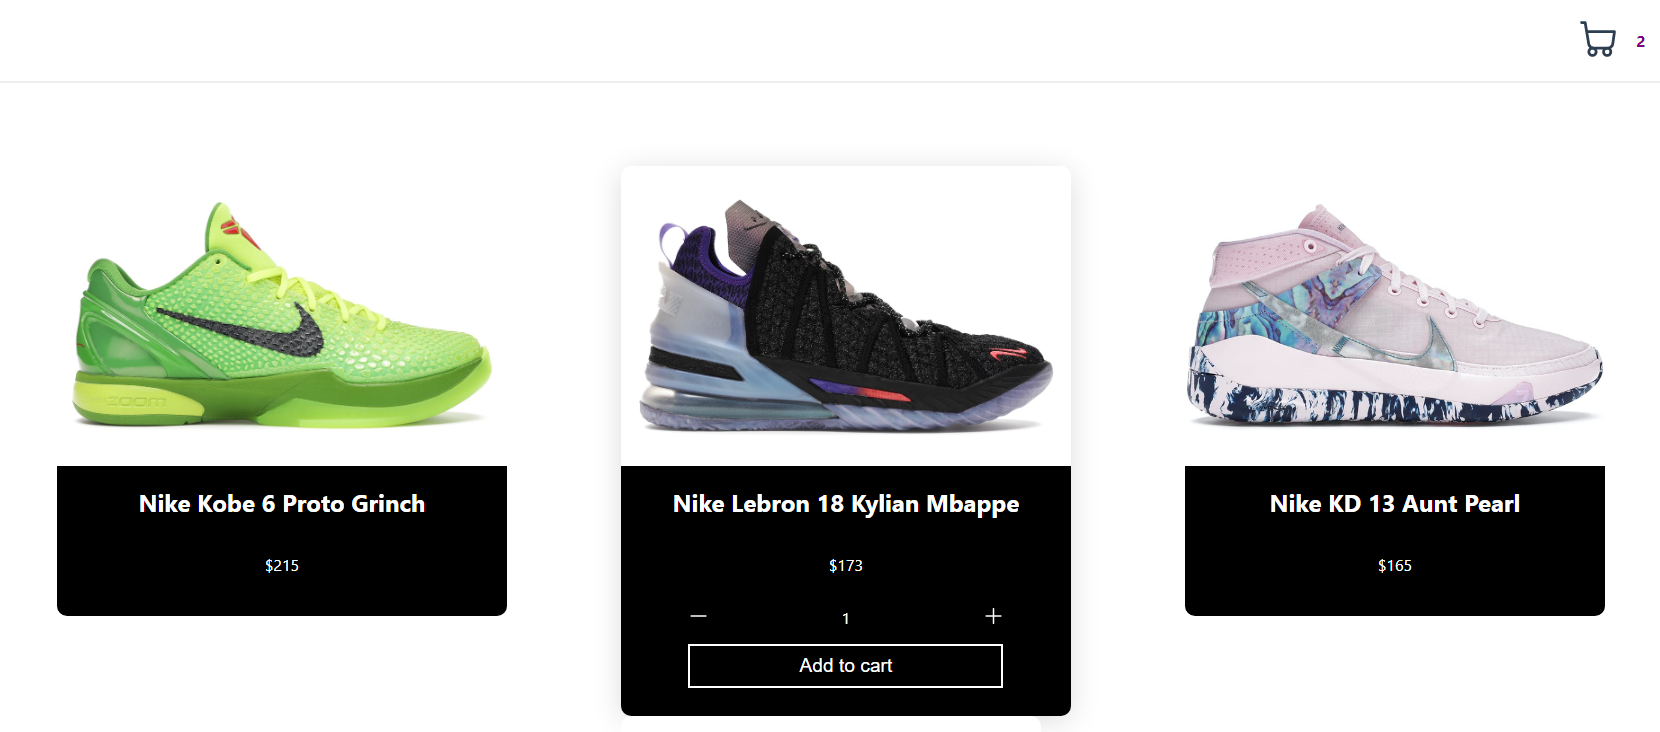 2
Nike Kobe 6 Proto Grinch
$215
Nike Lebron 18 Kylian Mbappe
$173
1
Add to cart
Nike KD 13 Aunt Pearl
$165
ZOOM